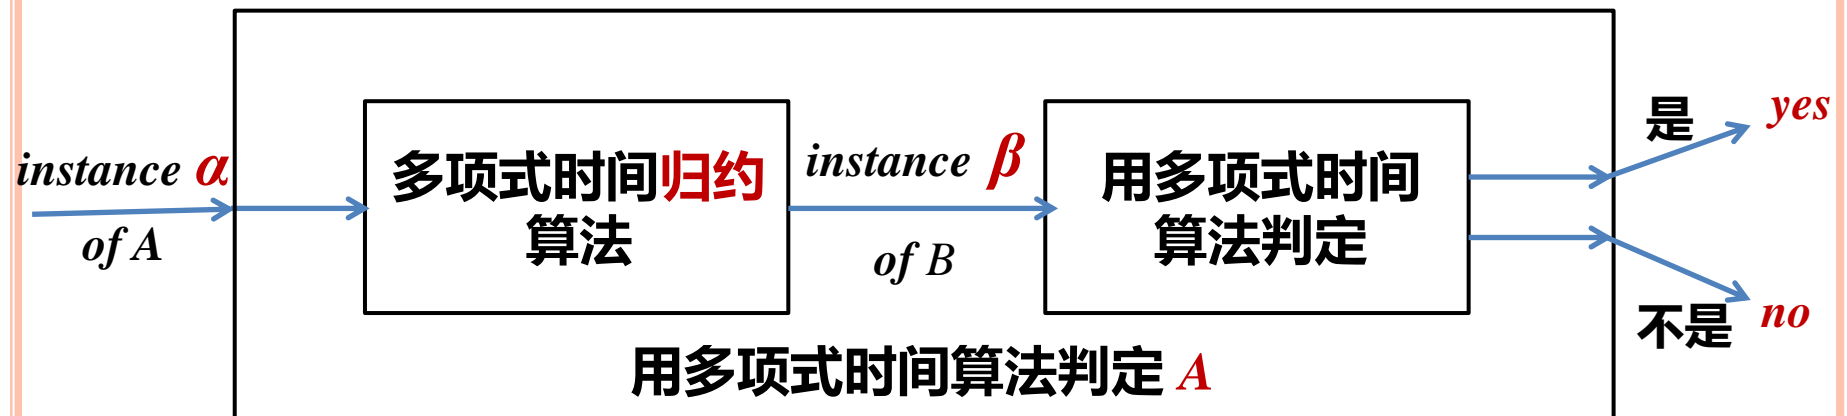 instance α
of A
多项式时间归约
算法
instance β
of B
用多项式时间
算法判定
是
yes
不是
no
用多项式时间算法判定 A